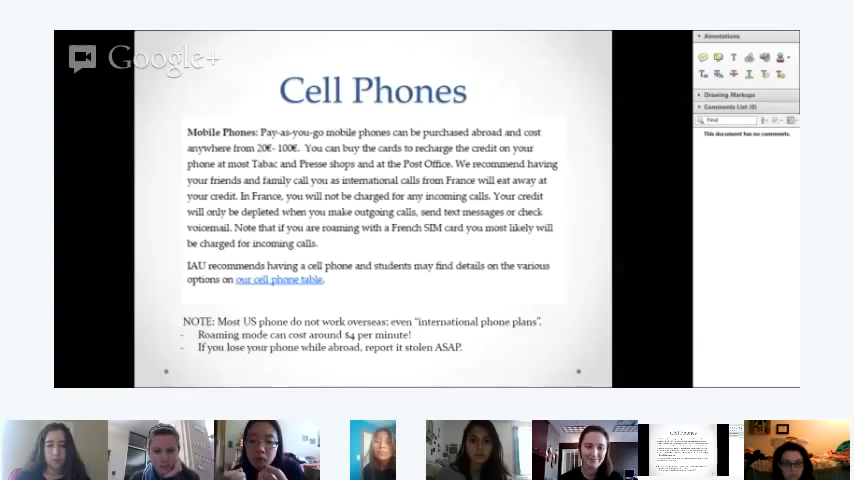 Google+
Cell Phones
Mobile Phones: Pay-as-you-go mobile phones can be purchased abroad and cost
anywhere from 20€- 100€. You can buy the cards to recharge the credit on your
phone at most Tabac and Presse shops and at the Post Office. We recommend having
your friends and family call you as international calls from France will eat away at
your credit. In France, you will not be charged for any incoming calls. Your credit
will only be depleted when you make outgoing calls, send text messages or check
voicemail. Note that if you are roaming with a French SIM card you most likely will
be charged for incoming calls.
IAU recommends having a cell phone and students may find details on the various
options on our cell phone table.
NOTE: Most US phone do not work overseas: even “international phone plans”.
- Roaming mode can cost around $4 per minute!
- If you lose your phone while abroad, report it stolen ASAP.
Annotations
Drawing Markups
Comments List (0)
Find
This document has no comments.
Cell Phones